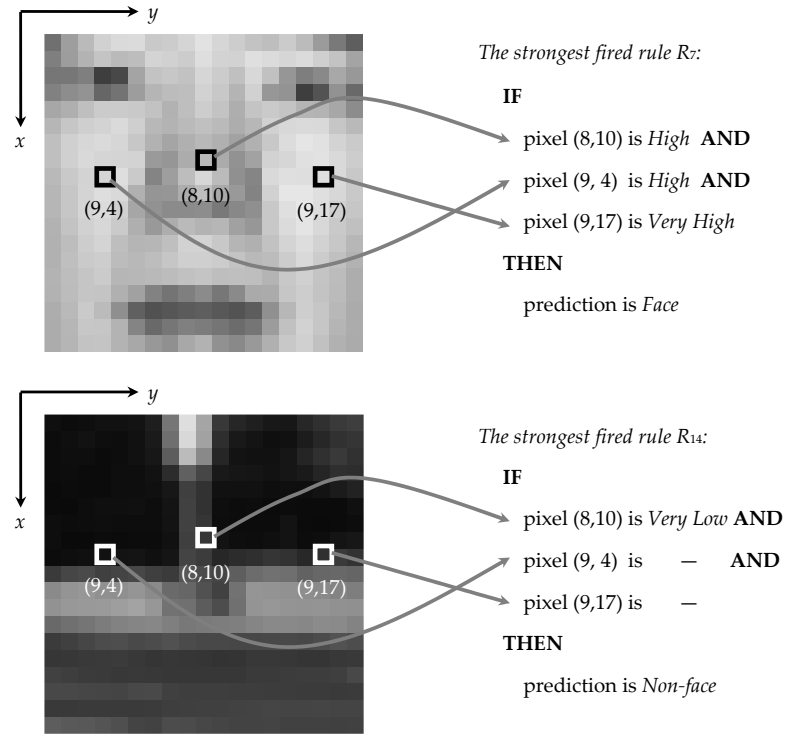 y
The strongest fired rule R7:
IF
x
pixel (8,10) is High AND
pixel (9, 4) is High AND
(9,4)
(8,10)
(9,17)
pixel (9,17) is Very High
THEN
prediction is Face
y
The strongest fired rule R14:
IF
x
pixel (8,10) is Very Low AND
pixel (9, 4) is — AND
(9,4)
(8,10)
(9,17)
pixel (9,17) is —
THEN
prediction is Non-face